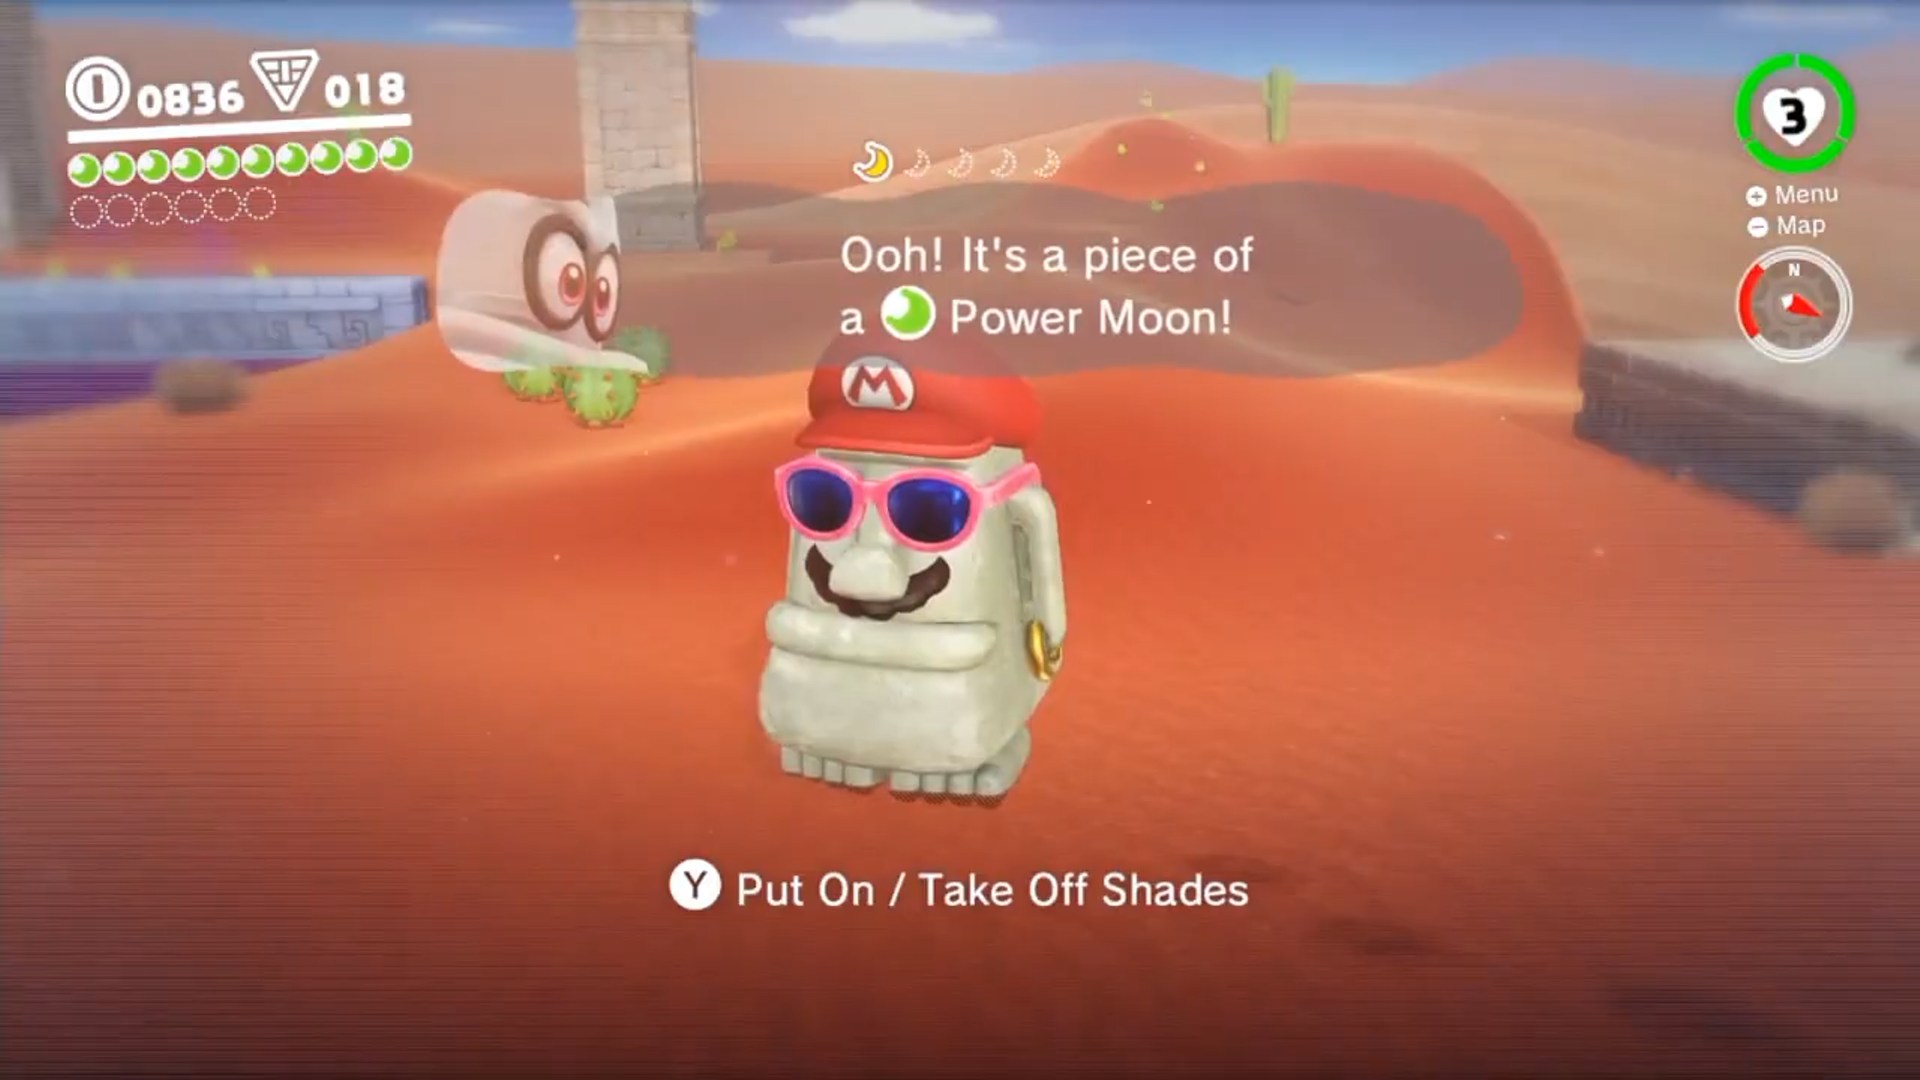 0836 018
3
Menu
Map
N
Ooh! It's a piece of
a Power Moon!
M
Y Put On / Take Off Shades